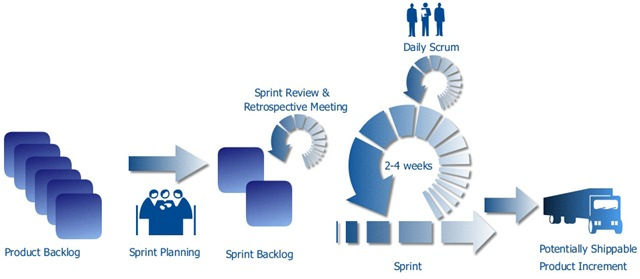 Daily Scrum
Sprint Review &
Retrospective Meeting
2-4 weeks
Product Backlog
Sprint Planning
Sprint Backlog
Sprint
Potentially Shippable
Product Increment